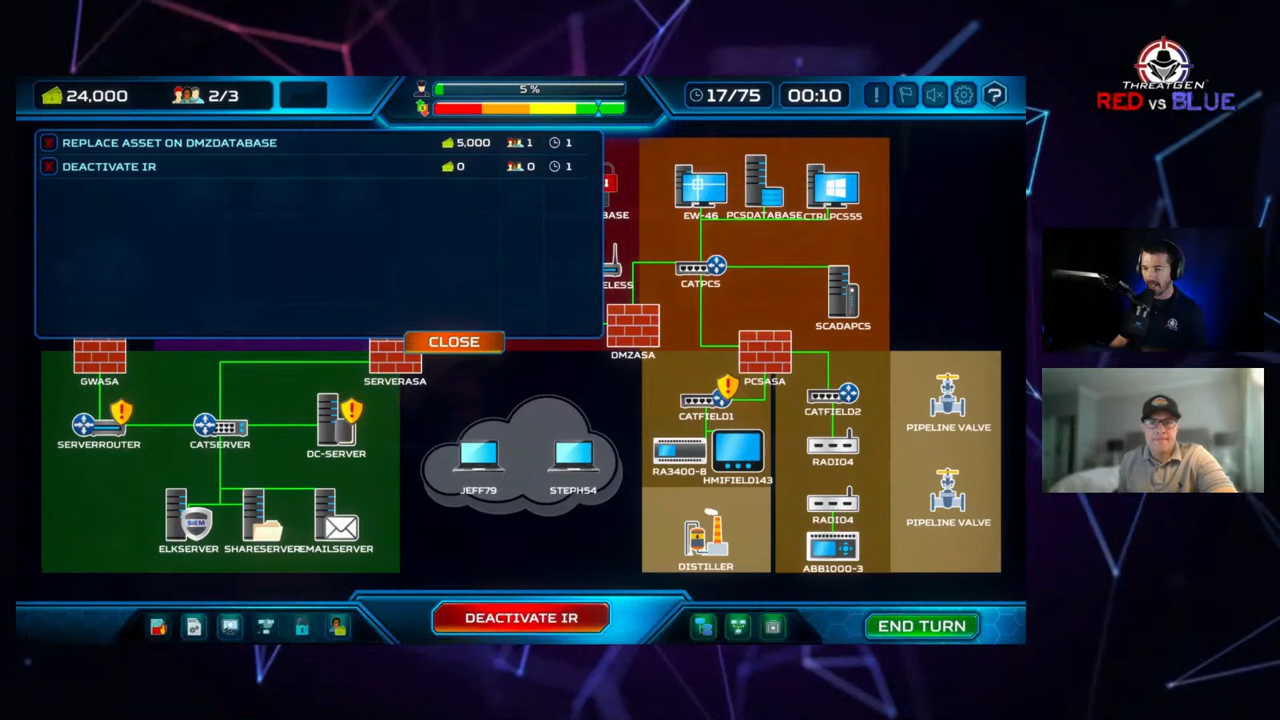 24,000
2/3
5 %
17/75
00:10
THREATGEN
RED VS BLUE
REPLACE ASSET ON DMZDATABASE 5,000 1 1
DEACTIVATE IR 0 0 1
CLOSE
BASE
EW-46
PCSDATABASE
CTRLPCS55
ELESS
CATPCS
SCADAPCS
DMZASA
PCSASA
GWASA
SERVERASA
SERVERROUTER
CATSERVER
DC-SERVER
CATFIELD1
CATFIELD2
PIPELINE VALVE
RA3400-8
HMIFIELD143
RADIO4
JEFF79
STEPH54
SIEM
ELKSERVER
SHARESERVER
EMAILSERVER
RADIO4
PIPELINE VALVE
DISTILLER
ABB1000-3
DEACTIVATE IR
END TURN